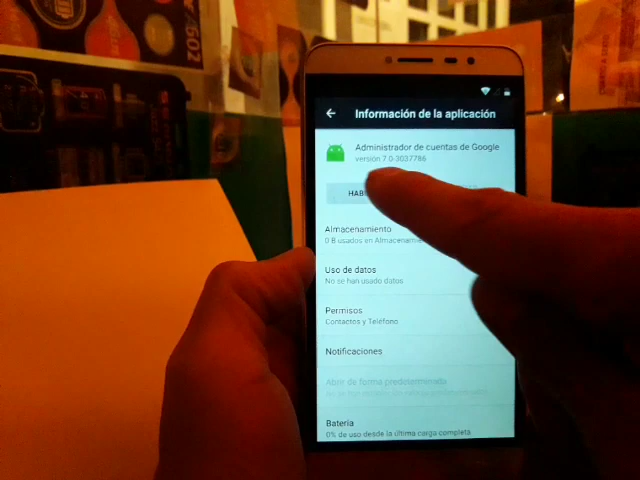 Información de la aplicación
Administrador de cuentas de Google
versión 7.0-3037786
HAB
Almacenamiento
0 B usados en Almacenamie
Uso de datos
No se han usado datos
Permisos
Contactos y Teléfono
Notificaciones
Abrir de forma predeterminada
Batería
0% de uso desde la última carga completa